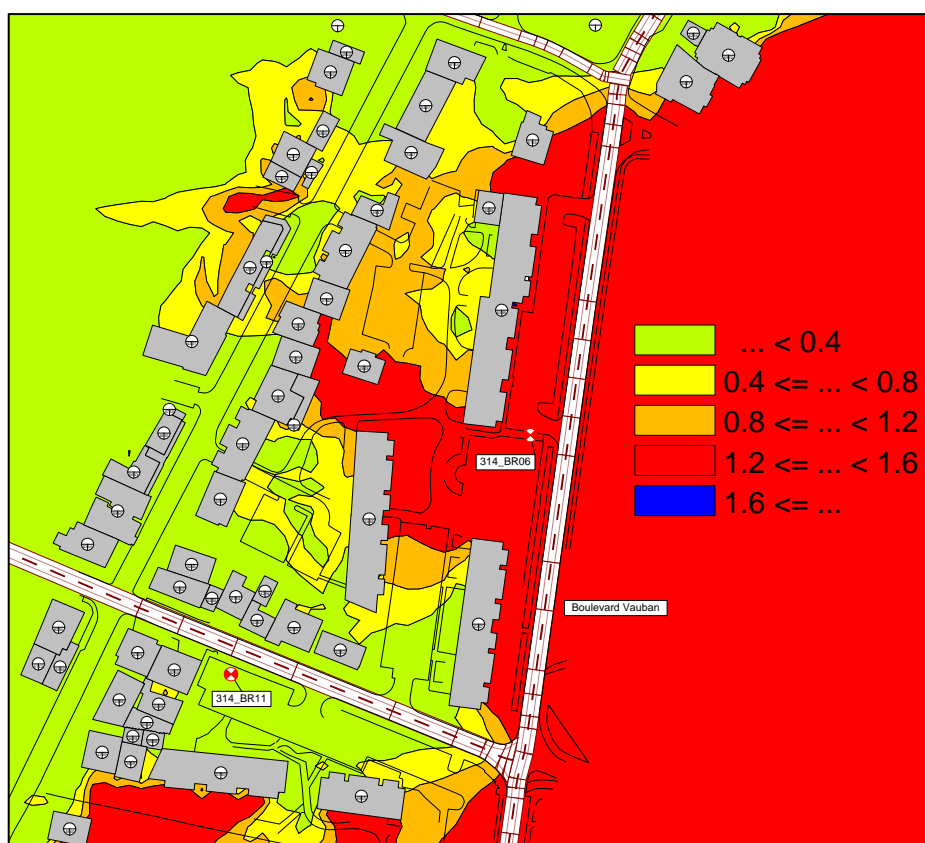 ... < 0.4
0.4 <= ... < 0.8
0.8 <= ... < 1.2
1.2 <= ... < 1.6
1.6 <= ...
314_BR06
Boulevard Vauban
314_BR11